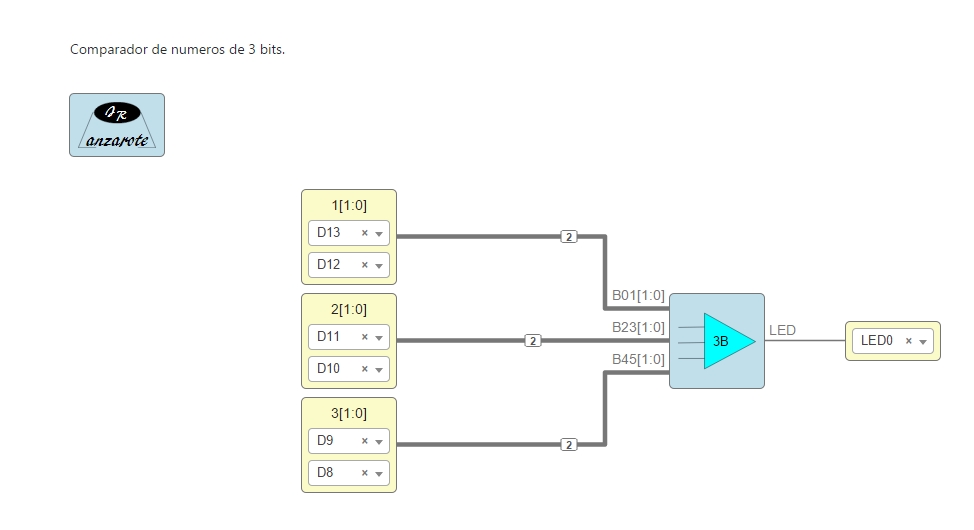 Comparador de numeros de 3 bits.
JR
anzarote
1[1:0]
D13 × ▾
D12 × ▾
2
B01[1:0]
2[1:0]
D11 × ▾
D10 × ▾
2
B23[1:0]
3B
LED
LED0 × ▾
B45[1:0]
3[1:0]
D9 × ▾
D8 × ▾
2